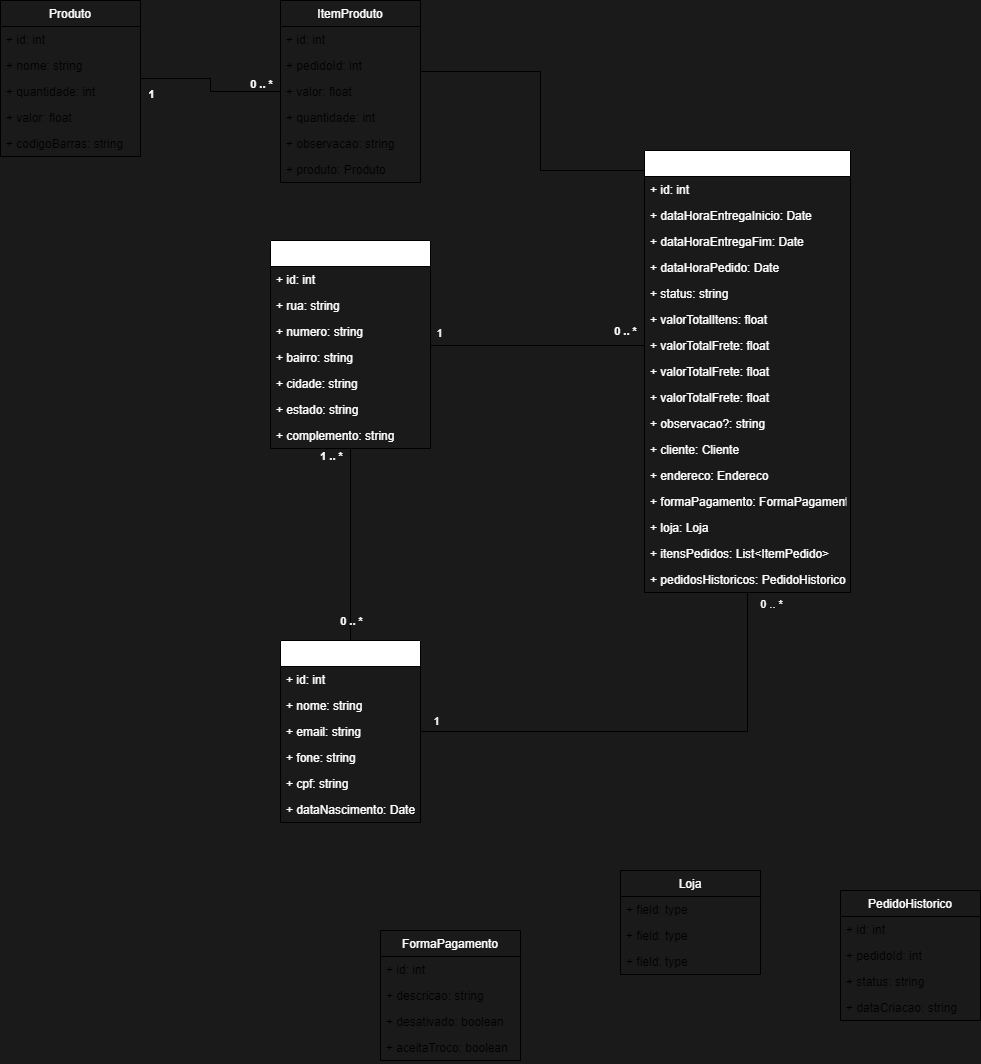 Produto
+ id: int
+ nome: string
+ quantidade: int
+ valor: float
+ codigoBarras: string
1
0 .. *
ItemProduto
+ id: int
+ pedidoId: int
+ valor: float
+ quantidade: int
+ observacao: string
+ produto: Produto
+ id: int
+ dataHoraEntregaInicio: Date
+ dataHoraEntregaFim: Date
+ dataHoraPedido: Date
+ status: string
+ valorTotalItens: float
+ valorTotalFrete: float
+ valorTotalFrete: float
+ valorTotalFrete: float
+ observacao?: string
+ cliente: Cliente
+ endereco: Endereco
+ formaPagamento: FormaPagament
+ loja: Loja
+ itensPedidos: List<ItemPedido>
+ pedidosHistoricos: PedidoHistorico
0 .. *
+ id: int
+ rua: string
+ numero: string
+ bairro: string
+ cidade: string
+ estado: string
+ complemento: string
1
0 .. *
1 .. *
0 .. *
+ id: int
+ nome: string
+ email: string
+ fone: string
+ cpf: string
+ dataNascimento: Date
1
Loja
+ field: type
+ field: type
+ field: type
PedidoHistorico
+ id: int
+ pedidoId: int
+ status: string
+ dataCriacao: string
FormaPagamento
+ id: int
+ descricao: string
+ desativado: boolean
+ aceitaTroco: boolean